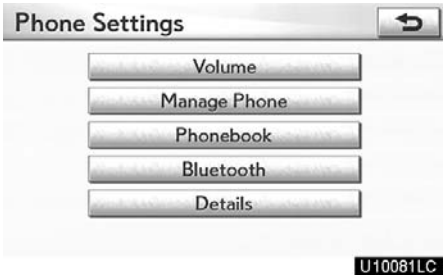 Phone Settings
Volume
Manage Phone
Phonebook
Bluetooth
Details
U10081LC